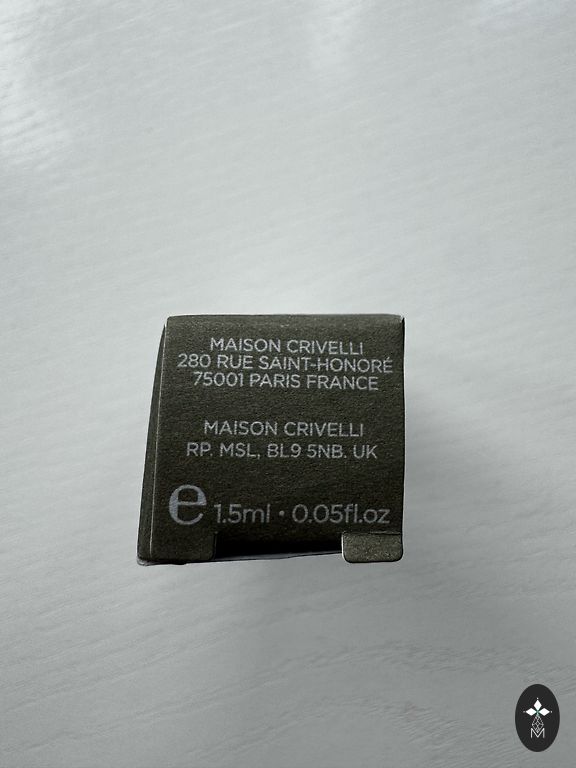 MAISON CRIVELLI
280 RUE SAINT-HONORÉ
75001 PARIS FRANCE
MAISON CRIVELLI
RP. MSL, BL9 5NB. UK
e 1.5ml • 0.05fl.oz
M